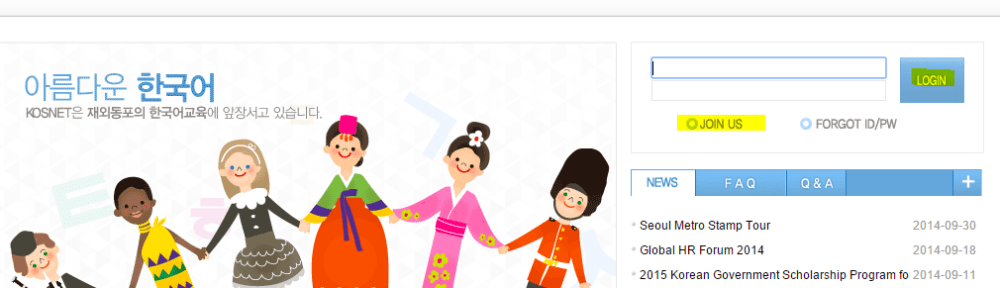 아름다운 한국어
KOSNET은 재외동포의 한국어교육에 앞장서고 있습니다.
LOGIN
JOIN US
FORGOT ID/PW
NEWS
FAQ
Q & A
+
Seoul Metro Stamp Tour 2014-09-30
Global HR Forum 2014 2014-09-18
2015 Korean Government Scholarship Program fo 2014-09-11
ㅌ
ㅎ
ㄱ